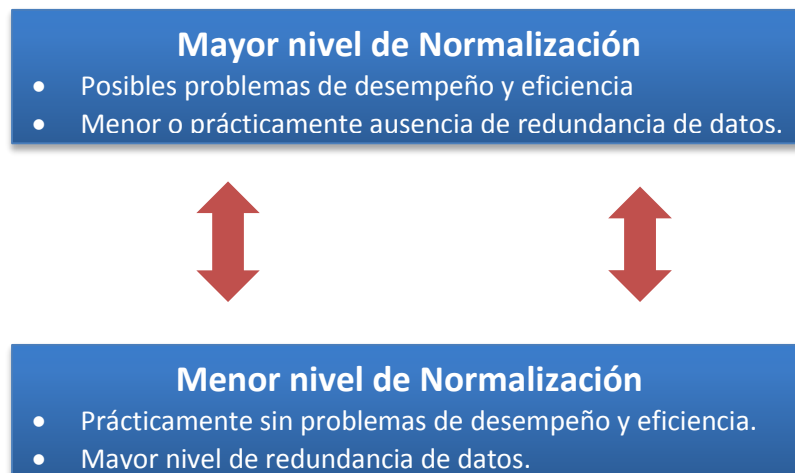 Mayor nivel de Normalización
• Posibles problemas de desempeño y eficiencia
• Menor o prácticamente ausencia de redundancia de datos.
Menor nivel de Normalización
• Prácticamente sin problemas de desempeño y eficiencia.
• Mayor nivel de redundancia de datos.